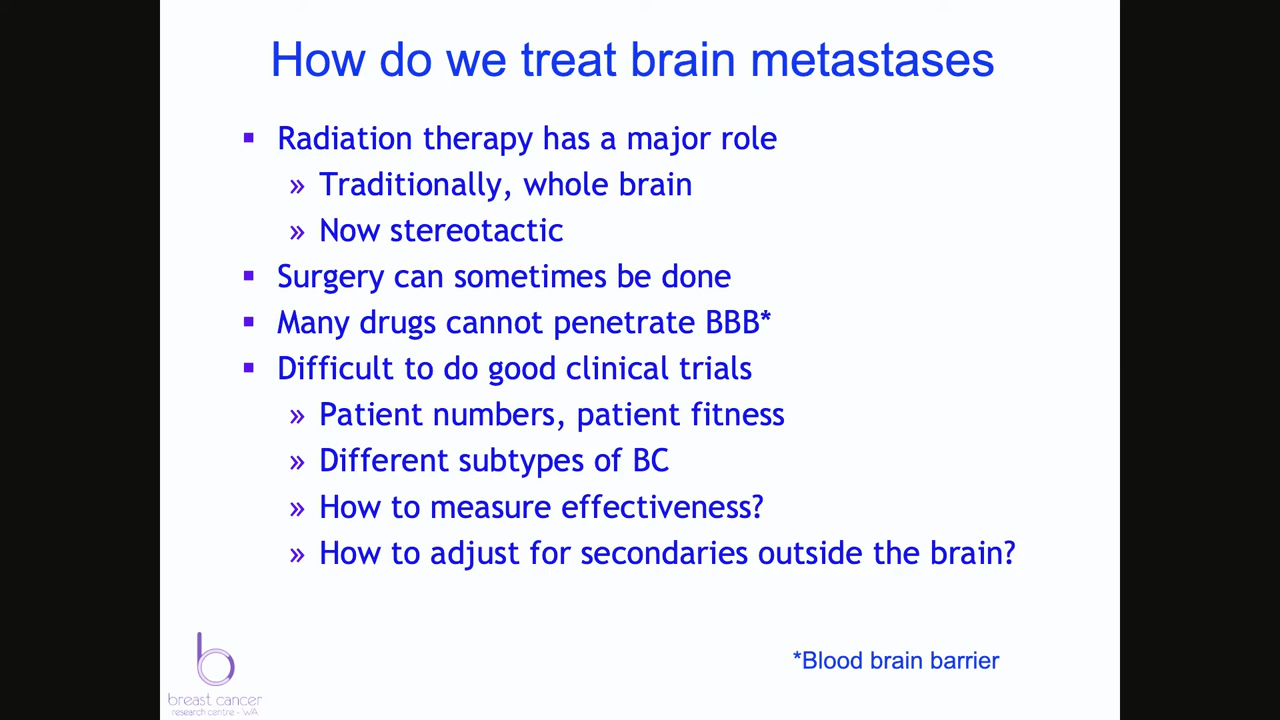 How do we treat brain metastases
▪ Radiation therapy has a major role
» Traditionally, whole brain
» Now stereotactic
▪ Surgery can sometimes be done
▪ Many drugs cannot penetrate BBB*
▪ Difficult to do good clinical trials
» Patient numbers, patient fitness
» Different subtypes of BC
» How to measure effectiveness?
» How to adjust for secondaries outside the brain?
*Blood brain barrier
b
breast cancer
research centre - WA